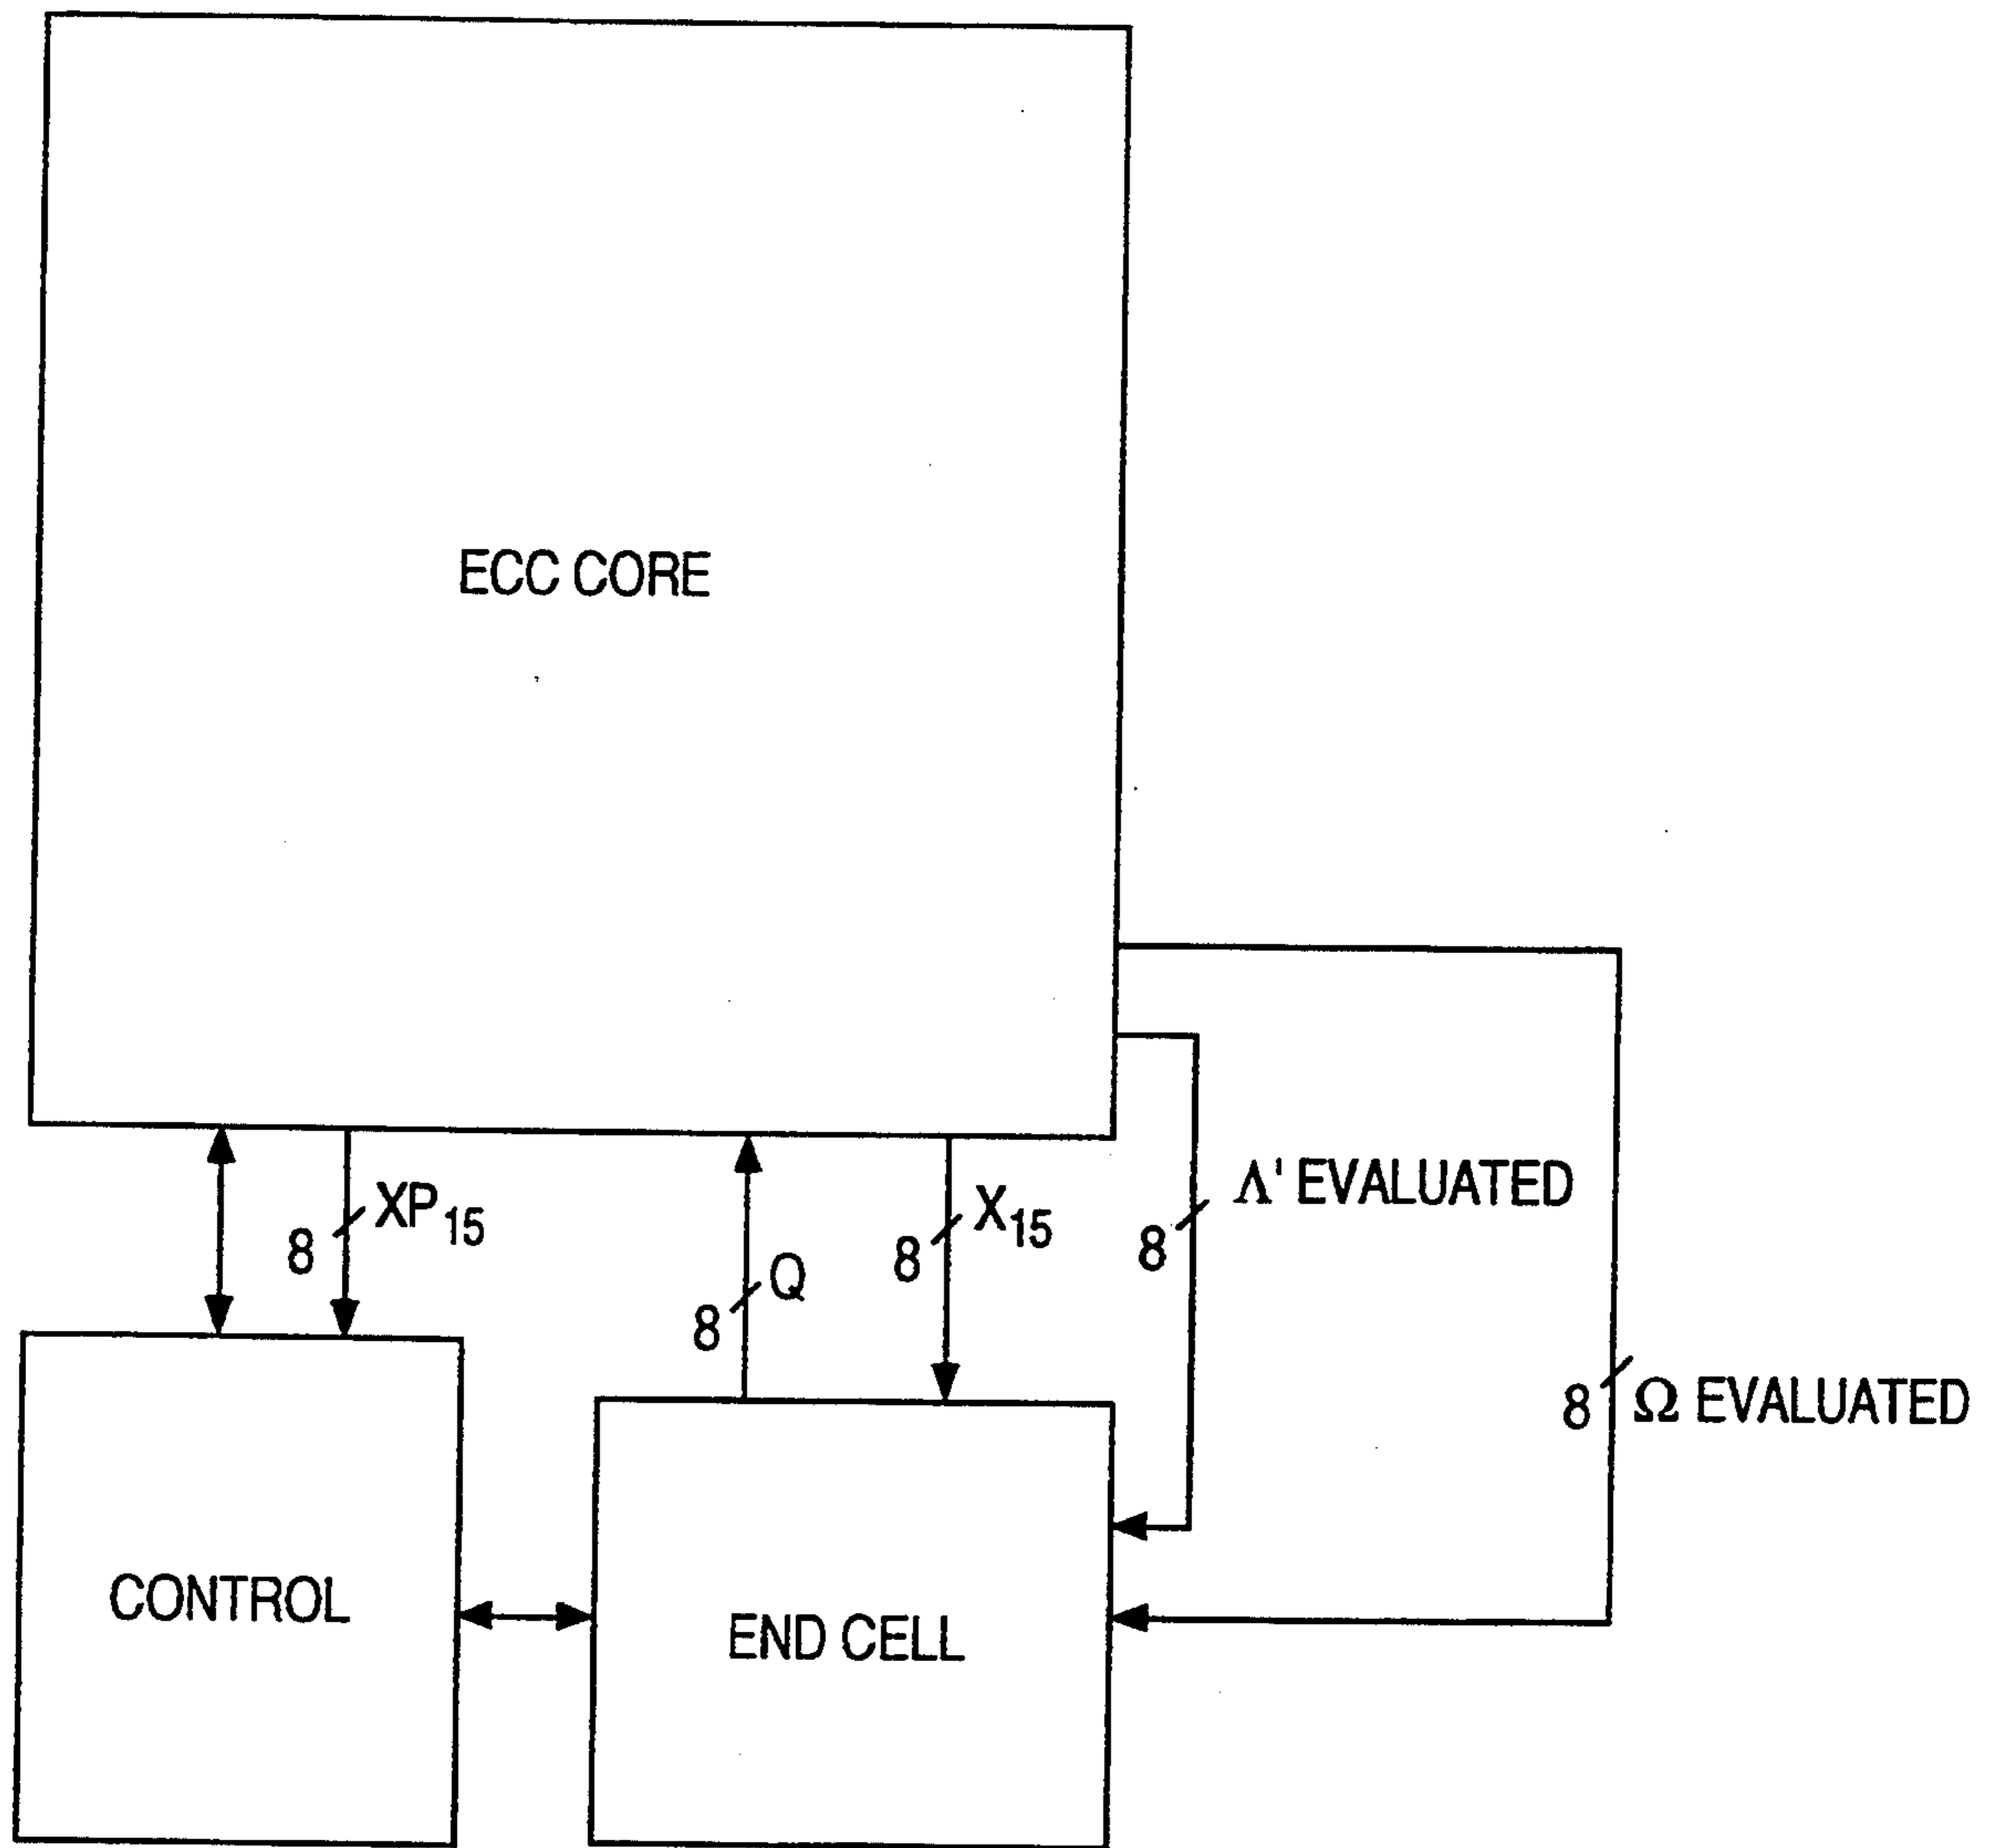 ECC CORE
XP15
8
Q
8
X15
8
Λ' EVALUATED
8
Ω EVALUATED
8
CONTROL
END CELL